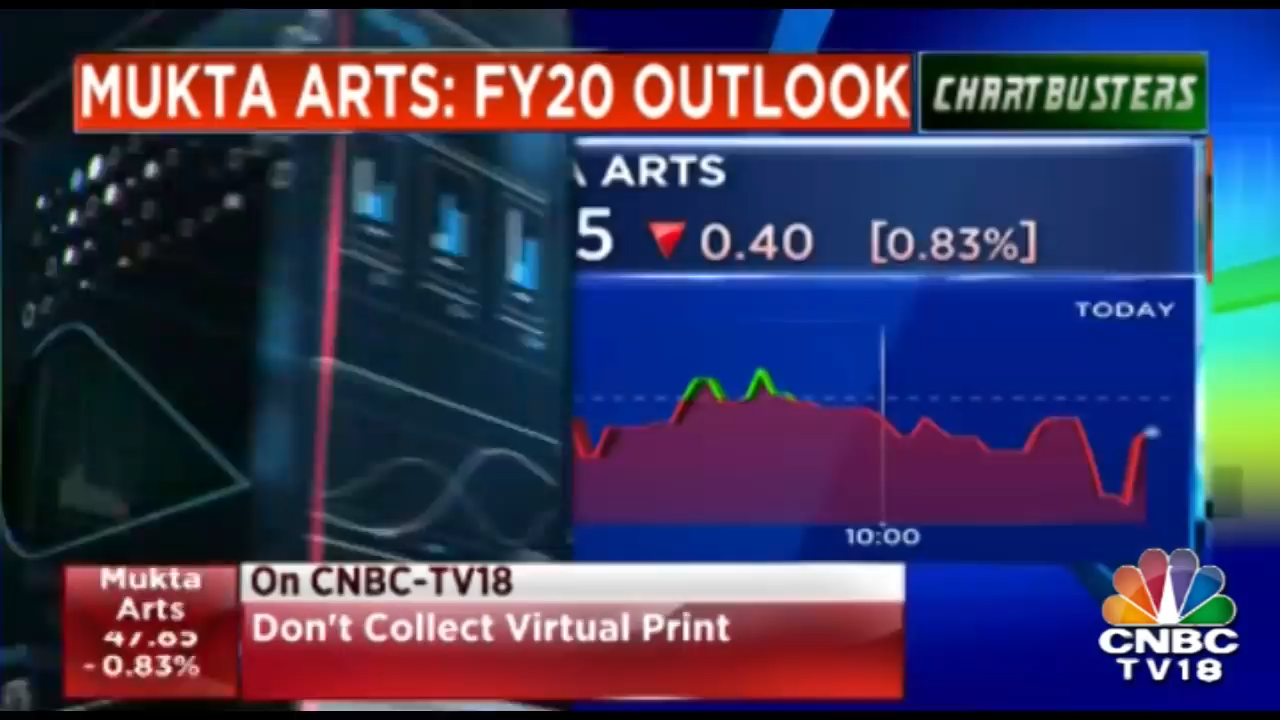 MUKTA ARTS: FY20 OUTLOOK
CHARTBUSTERS
ARTS
5 ▼ 0.40 [0.83%]
TODAY
10:00
Mukta
Arts
- 0.83%
On CNBC-TV18
Don't Collect Virtual Print
CNBC
TV18